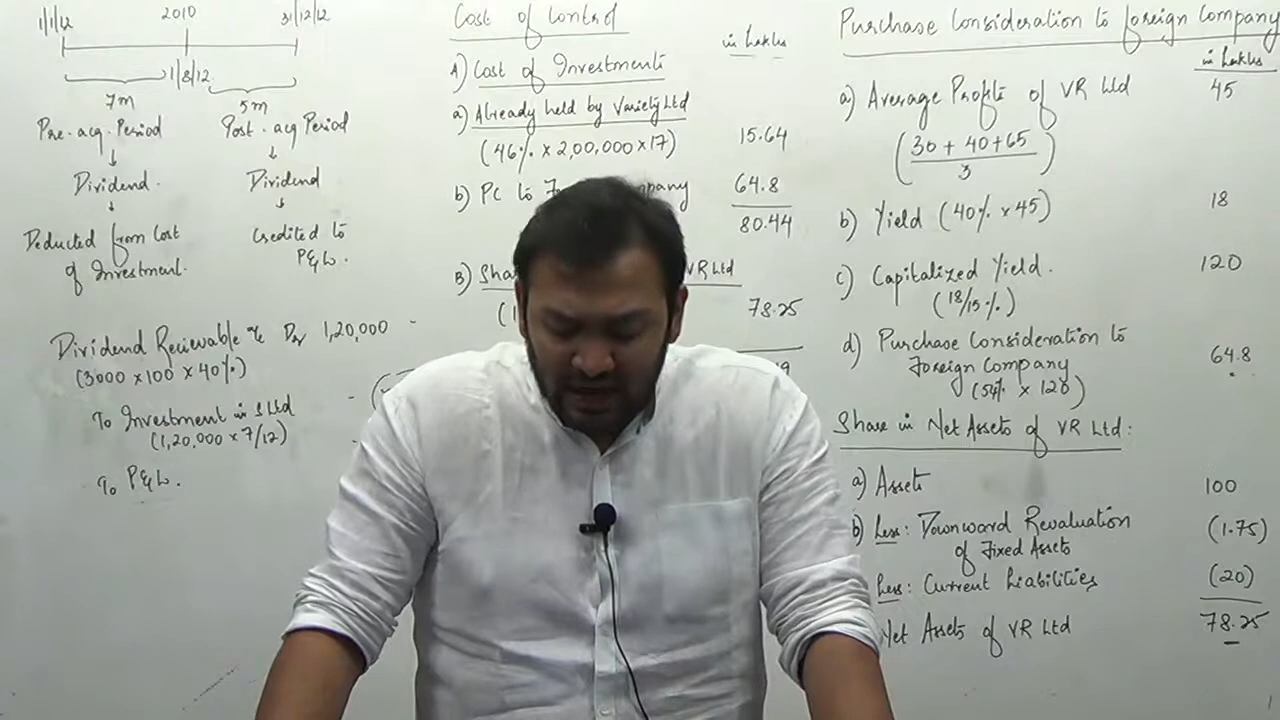 1/1/12 2010 31/12/12
1/8/12
7m 5m
Pre-acq. Period Post-acq Period
↓ ↓
Dividend. Dividend
↓ ↓
Deducted from Cost of Investment. Credited to P&L.
Dividend Recievable a/c Dr 1,20,000 -
(3000 x 100 x 40%)
To Investment in S Ltd -
(1,20,000 x 7/12)
To P&L. -
Cost of Control
in Lakhs
A) Cost of Investment
a) Already held by Variety Ltd
(46% x 2,00,000 x 17) 15.64
b) PC to 64.8
80.44
B) VR Ltd
78.25
Purchase Consideration to foreign Company
in Lakhs
a) Average Profits of VR Ltd 45
(30 + 40 + 65
3)
b) Yield (40% x 45) 18
c) Capitalized Yield. 120
(18/15%)
d) Purchase Consideration to
Foreign Company 64.8
(54% x 120)
Share in Net Assets of VR Ltd:
a) Assets 100
b) Less: Downward Revaluation (1.75)
of Fixed Assets
Less: Current Liabilities (20)
Net Assets of VR Ltd 78.25